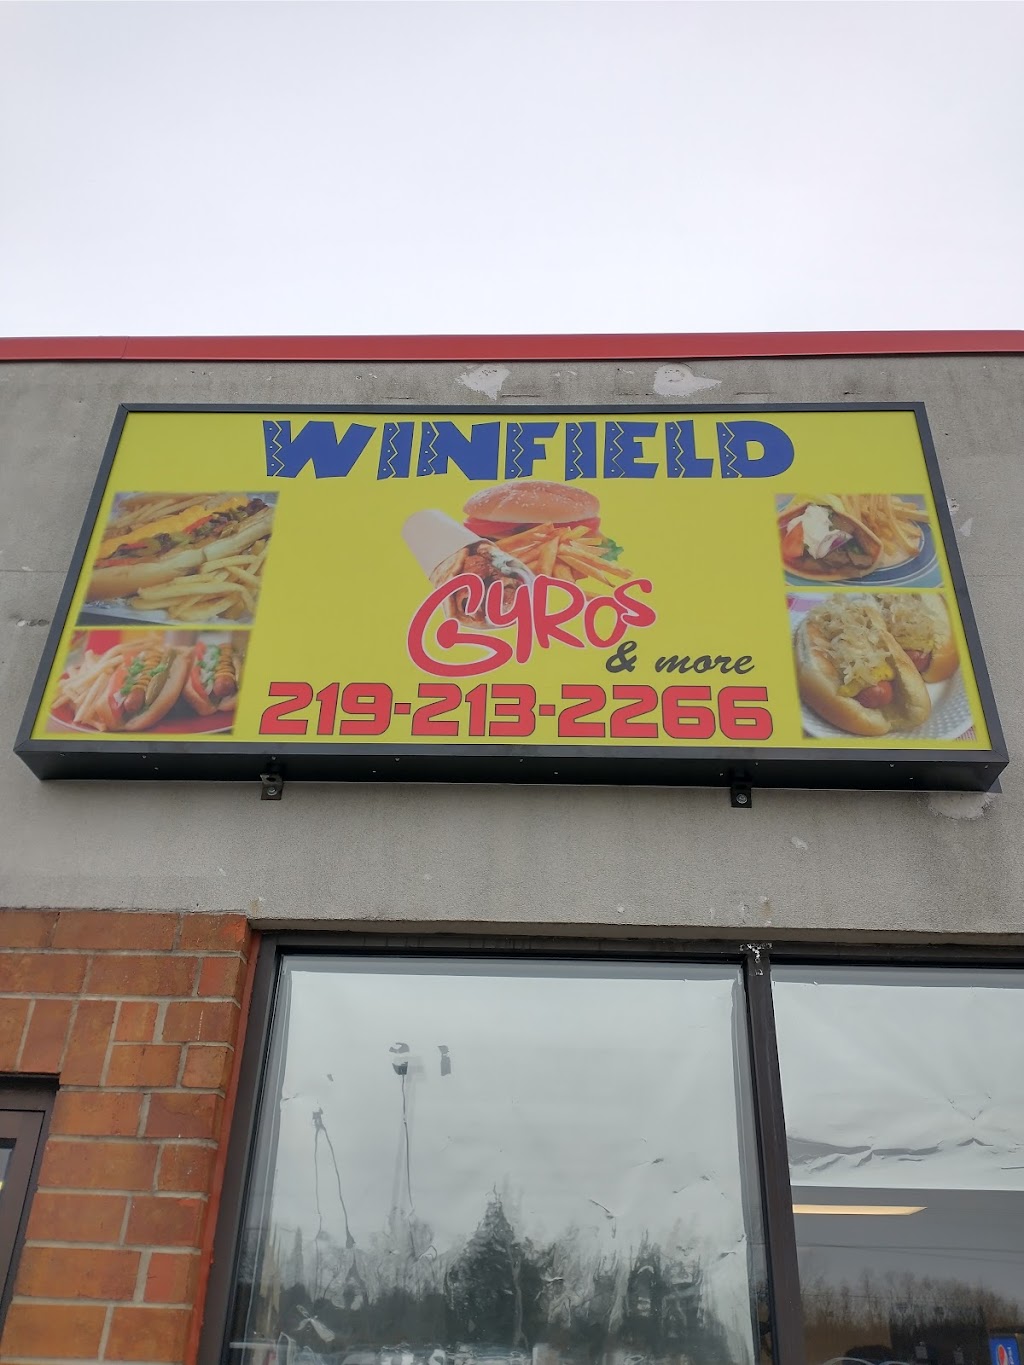 WINFIELD
GYROS
& more
219-213-2266